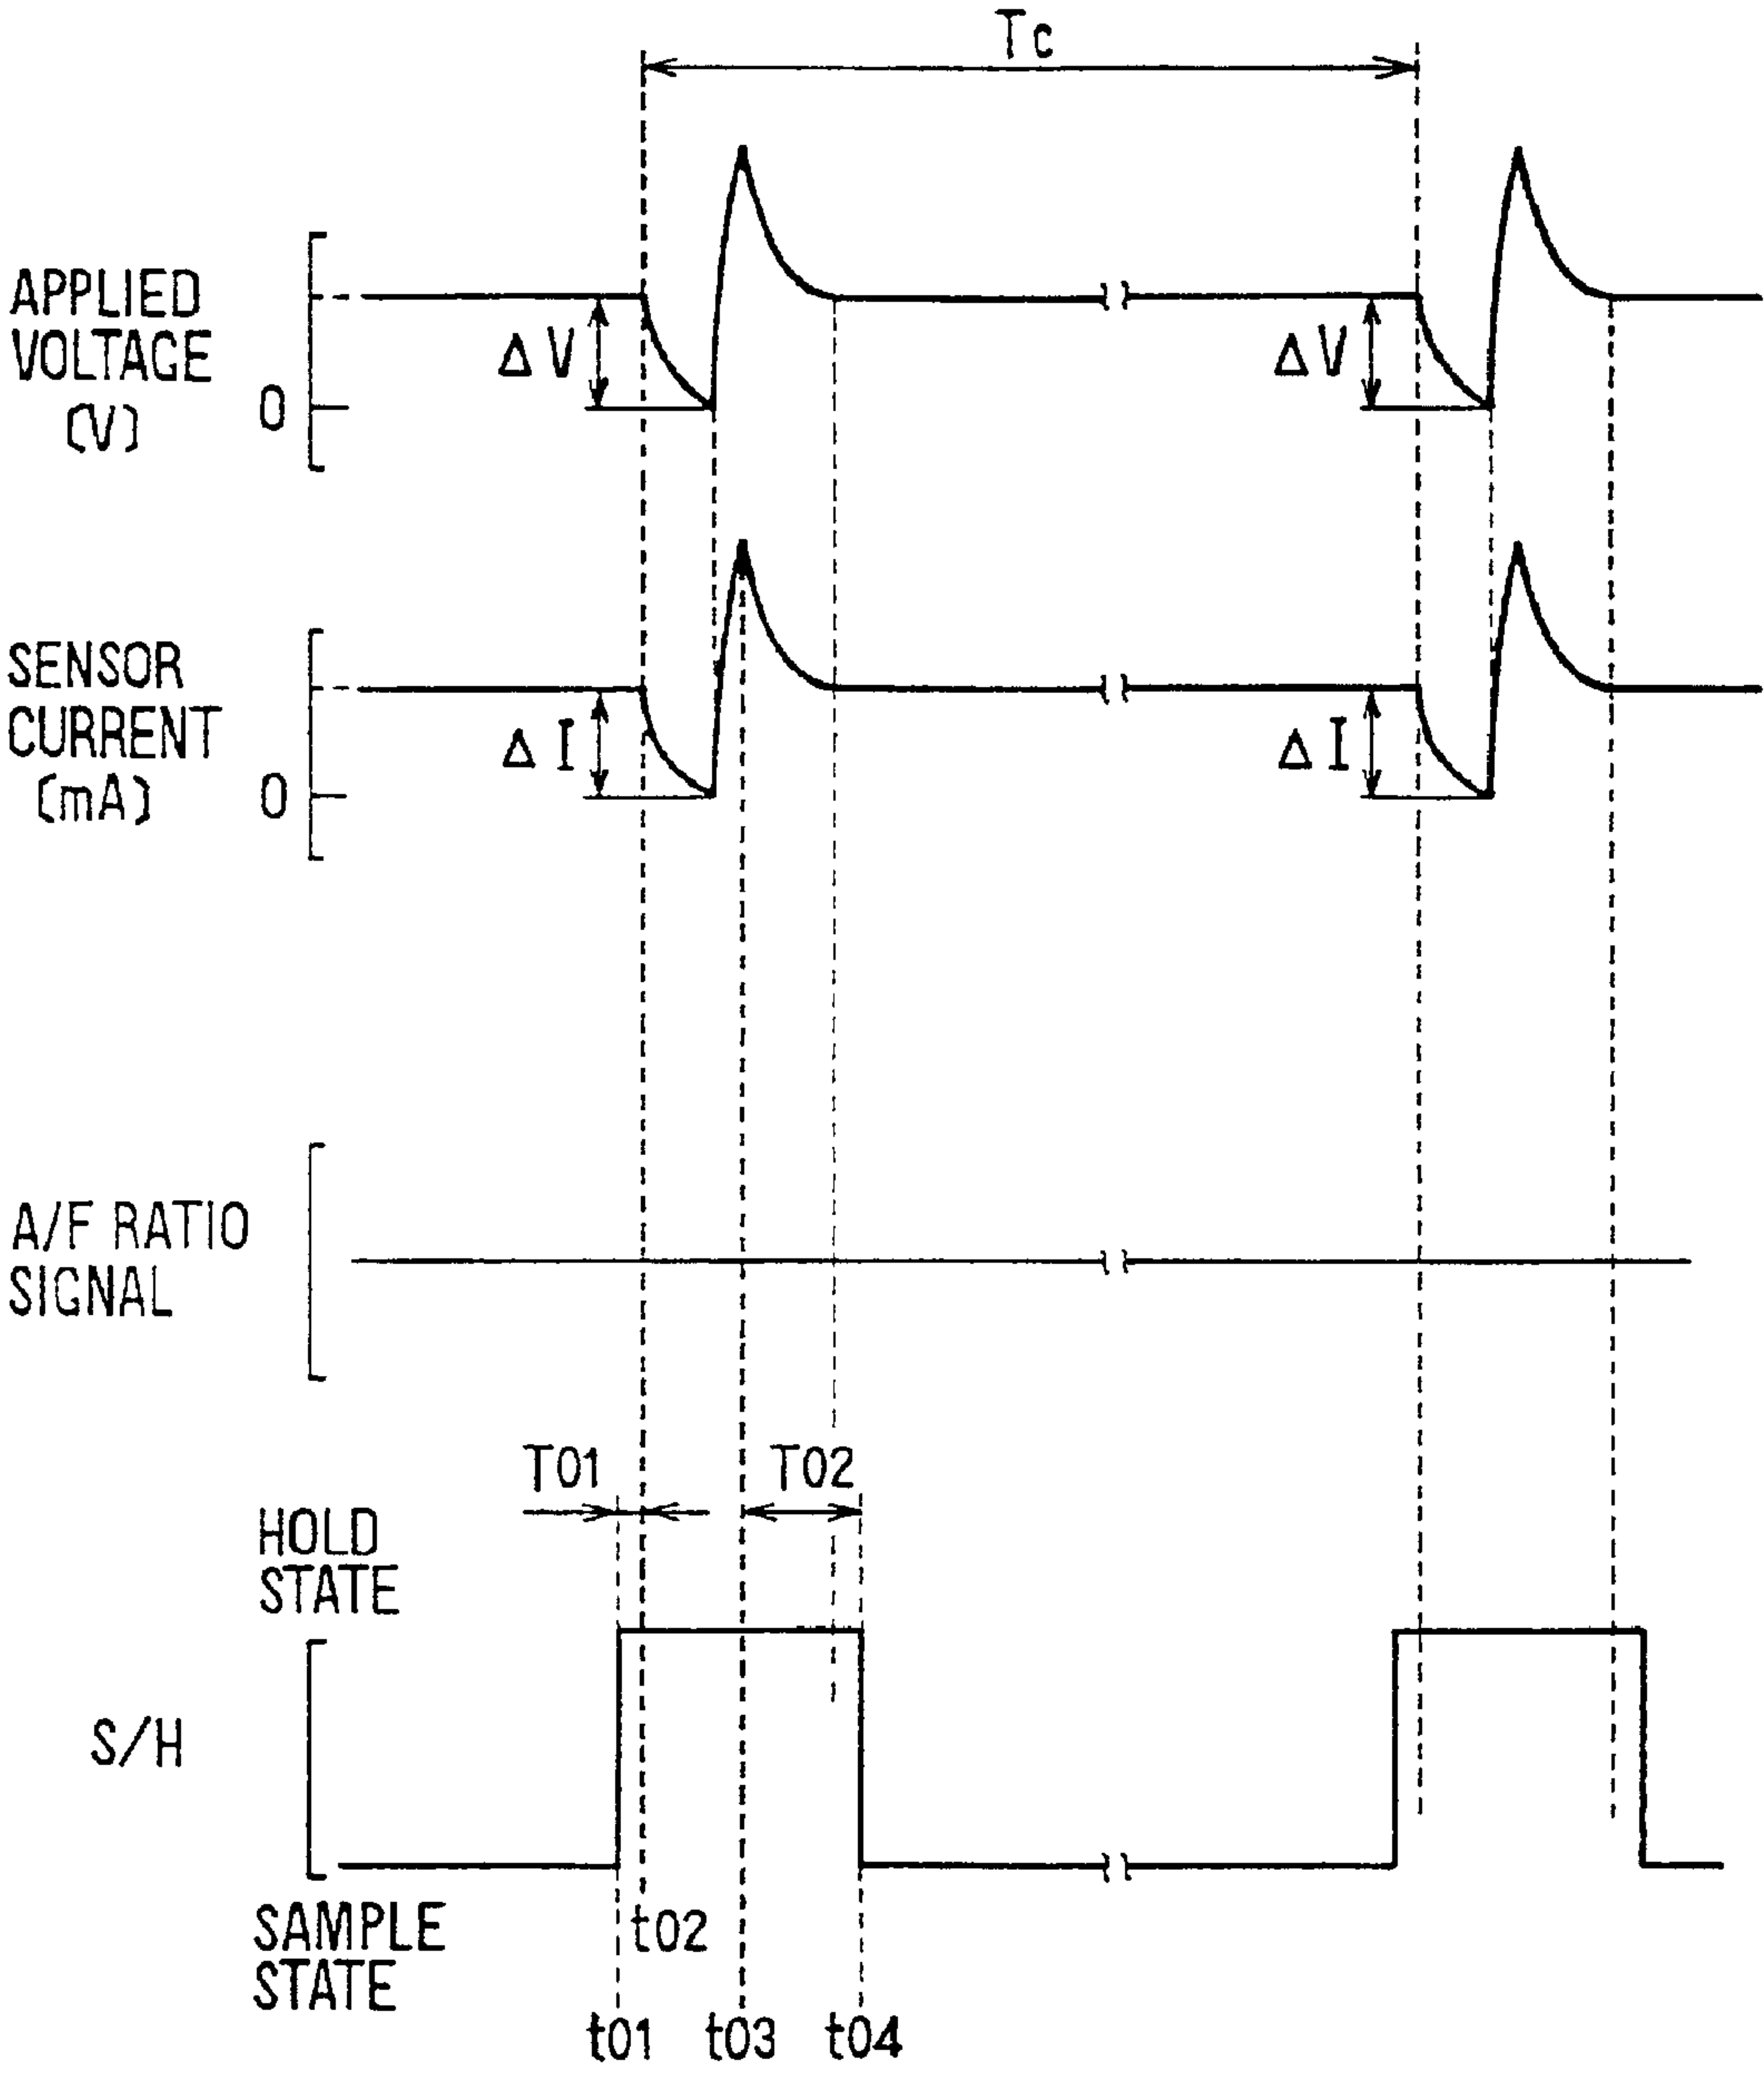 Tc
APPLIED
VOLTAGE
(V)
0
ΔV
ΔV
SENSOR
CURRENT
(mA)
0
ΔI
ΔI
A/F RATIO
SIGNAL
T01
T02
HOLD
STATE
S/H
SAMPLE
STATE
t02
t01
t03
t04